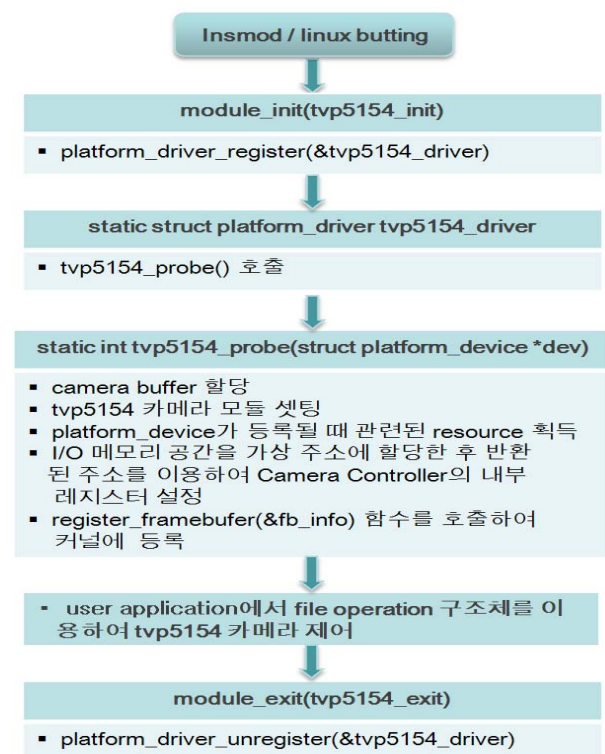 Insmod / linux butting
module_init(tvp5154_init)
▪ platform_driver_register(&tvp5154_driver)
static struct platform_driver tvp5154_driver
▪ tvp5154_probe() 호출
static int tvp5154_probe(struct platform_device *dev)
▪ camera buffer 할당
▪ tvp5154 카메라 모듈 셋팅
▪ platform_device가 등록될 때 관련된 resource 획득
▪ I/O 메모리 공간을 가상 주소에 할당한 후 반환
된 주소를 이용하여 Camera Controller의 내부
레지스터 설정
▪ register_framebufer(&fb_info) 함수를 호출하여
커널에 등록
▪ user application에서 file operation 구조체를 이
용하여 tvp5154 카메라 제어
module_exit(tvp5154_exit)
▪ platform_driver_unregister(&tvp5154_driver)